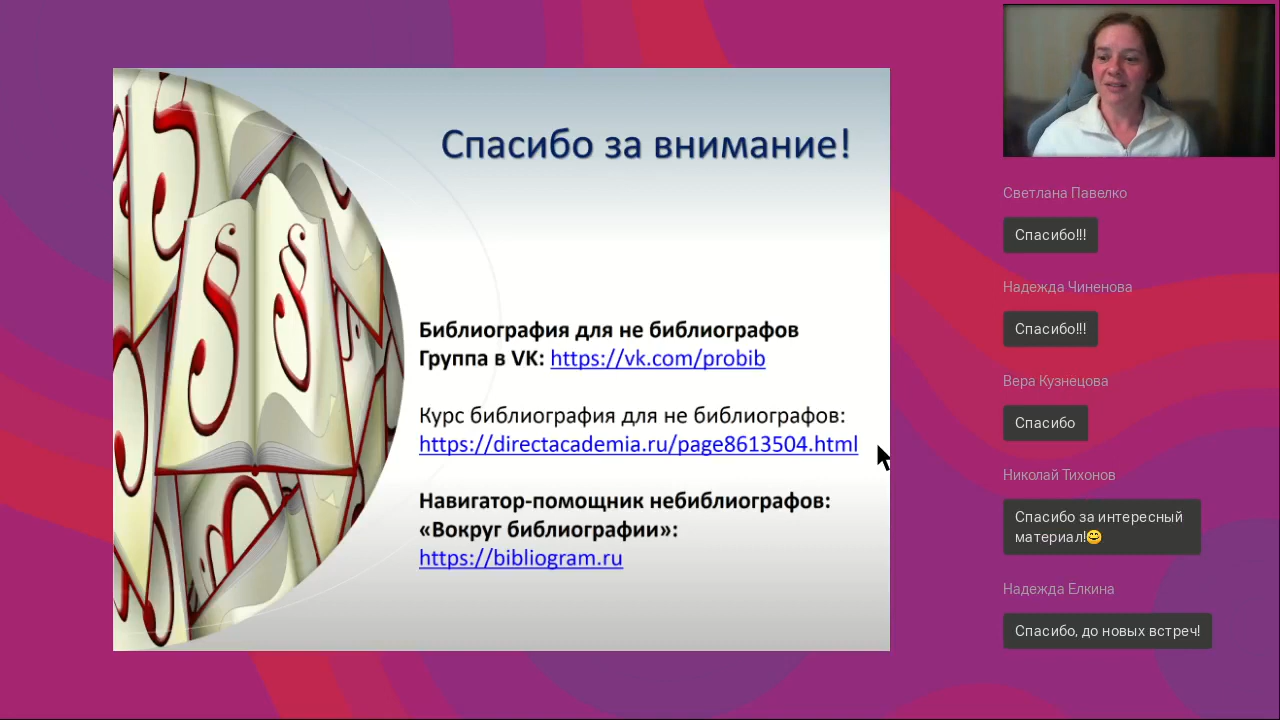 Спасибо за внимание!
Библиография для не библиографов
Группа в VK: https://vk.com/probib
Курс библиография для не библиографов:
https://directacademia.ru/page8613504.html
Навигатор-помощник небиблиографов:
«Вокруг библиографии»:
https://bibliogram.ru
Светлана Павелко
Спасибо!!!
Надежда Чиненова
Спасибо!!!
Вера Кузнецова
Спасибо
Николай Тихонов
Спасибо за интересный
материал!😊
Надежда Елкина
Спасибо, до новых встреч!